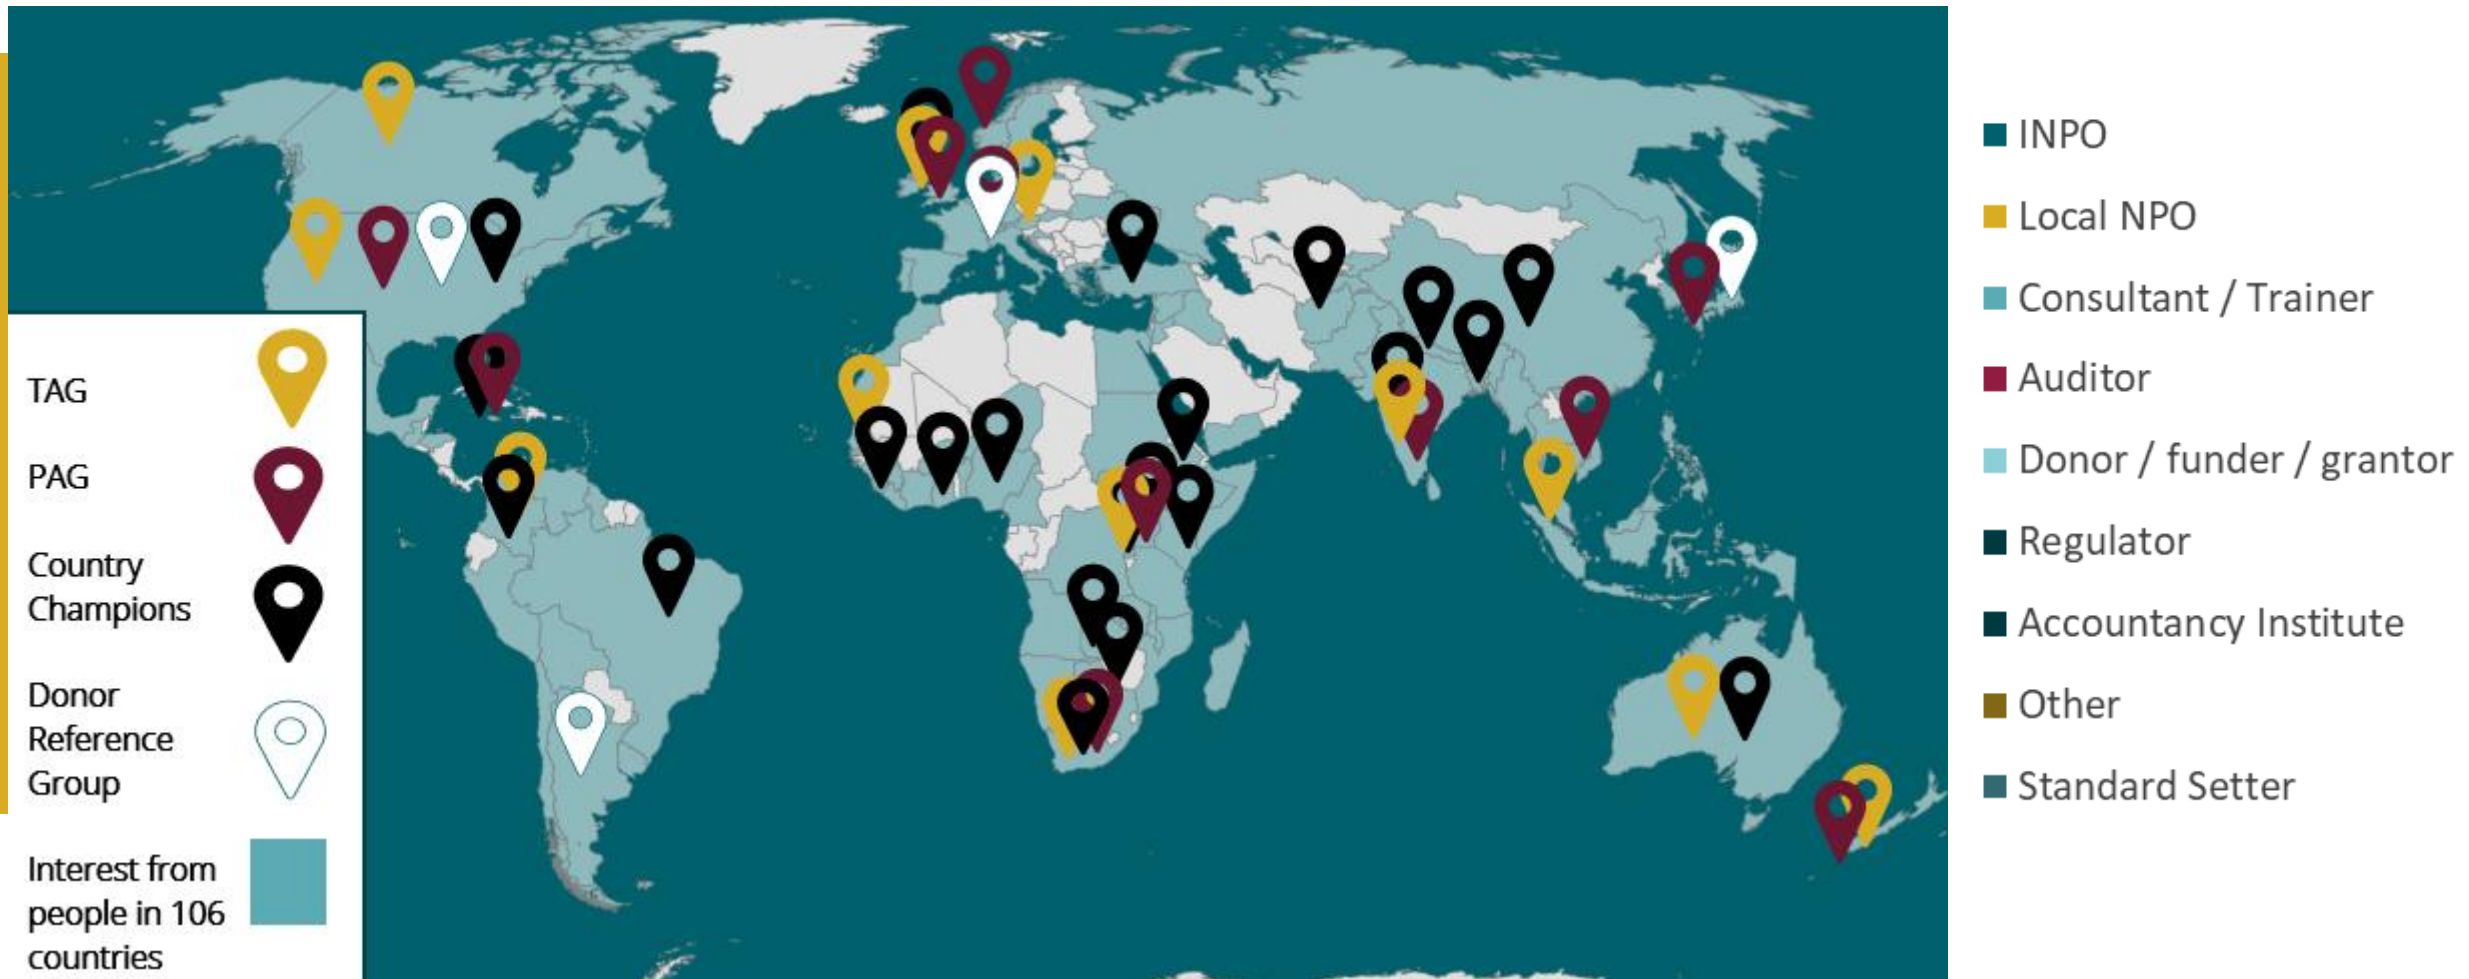 TAG
PAG
Country
Champions
Donor
Reference
Group
Interest from
people in 106
countries
INPO
Local NPO
Consultant / Trainer
Auditor
Donor / funder / grantor
Regulator
Accountancy Institute
Other
Standard Setter